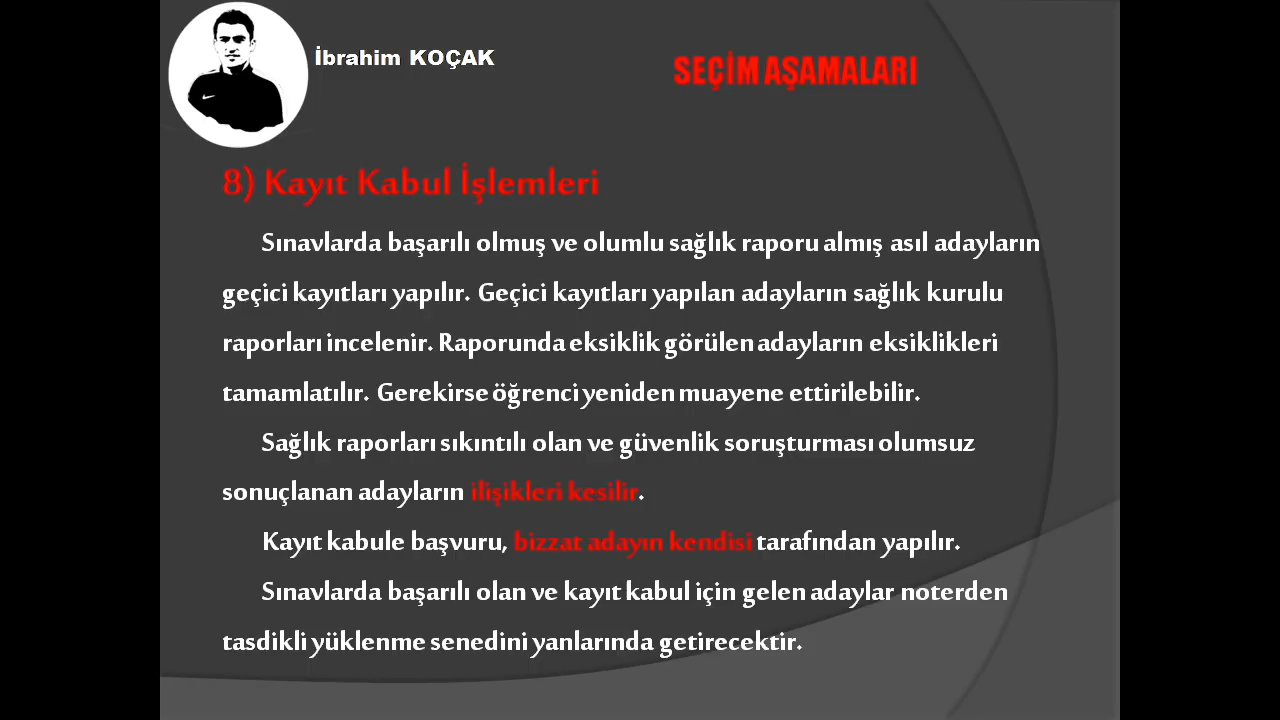 İbrahim KOÇAK
SEÇİM AŞAMALARI
8) Kayıt Kabul İşlemleri
Sınavlarda başarılı olmuş ve olumlu sağlık raporu almış asıl adayların
geçici kayıtları yapılır. Geçici kayıtları yapılan adayların sağlık kurulu
raporları incelenir. Raporunda eksiklik görülen adayların eksiklikleri
tamamlatılır. Gerekirse öğrenci yeniden muayene ettirilebilir.
Sağlık raporları sıkıntılı olan ve güvenlik soruşturması olumsuz
sonuçlanan adayların ilişikleri kesilir.
Kayıt kabule başvuru, bizzat adayın kendisi tarafından yapılır.
Sınavlarda başarılı olan ve kayıt kabul için gelen adaylar noterden
tasdikli yüklenme senedini yanlarında getirecektir.